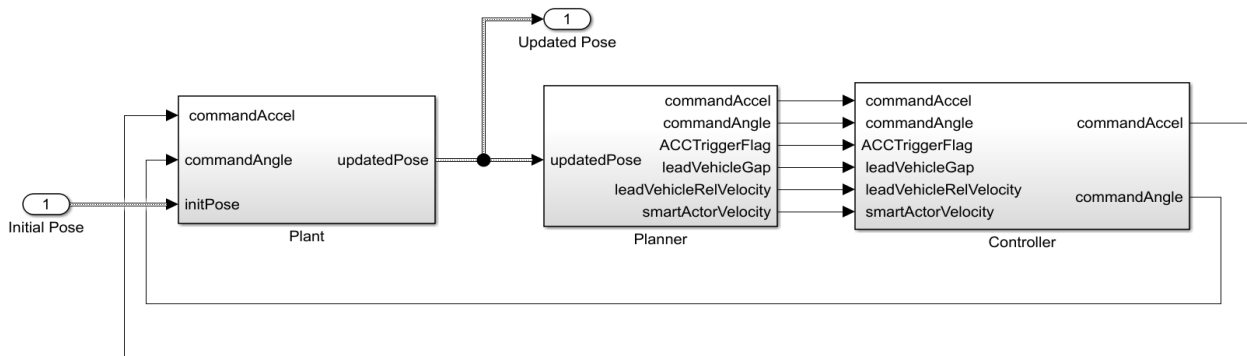 1
Updated Pose
commandAccel
commandAngle
initPose
updatedPose
Plant
1
Initial Pose
updatedPose
commandAccel
commandAngle
ACCTriggerFlag
leadVehicleGap
leadVehicleRelVelocity
smartActorVelocity
Planner
commandAccel
commandAngle
ACCTriggerFlag
leadVehicleGap
leadVehicleRelVelocity
smartActorVelocity
commandAccel
commandAngle
Controller